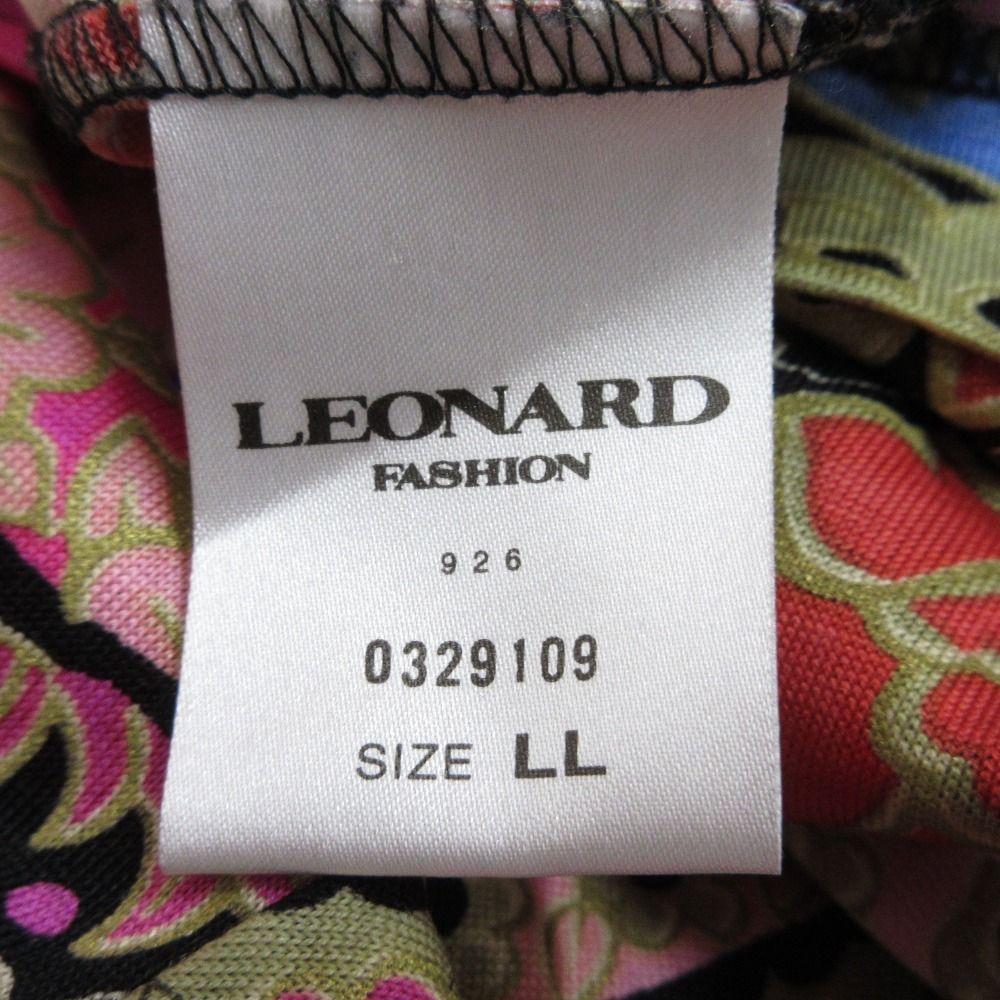 LEONARD
FASHION
926
0329109
SIZE LL